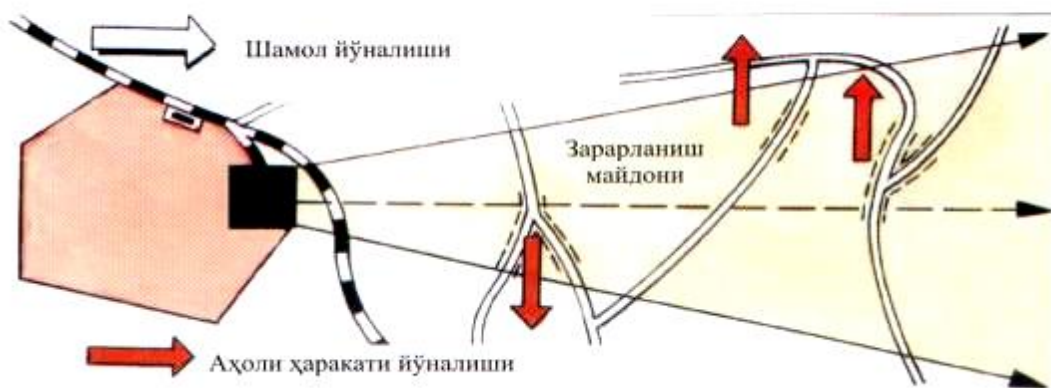 Шамол йўналиши
Зарарланиш
майдони
Аҳоли ҳаракати йўналиши